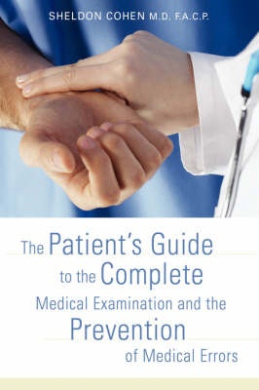 SHELDON COHEN M.D. F.A.C.P.
The Patient's Guide
to the Complete
Medical Examination and the
Prevention
of Medical Errors